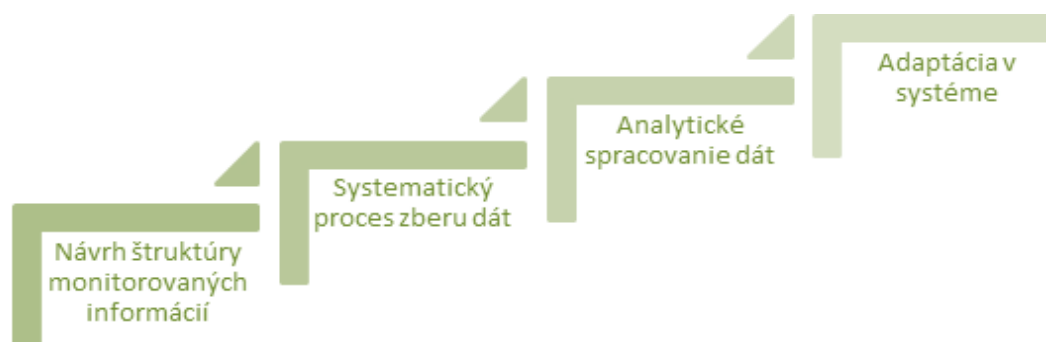 Návrh štruktúry
monitorovaných
informácií
Systematický
proces zberu dát
Analytické
spracovanie dát
Adaptácia v
systéme